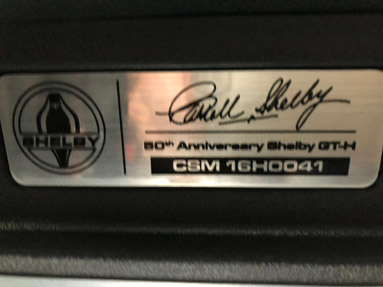 SHELBY
Carroll Shelby
50th Anniversary Shelby GT-H
CSM 16H0041